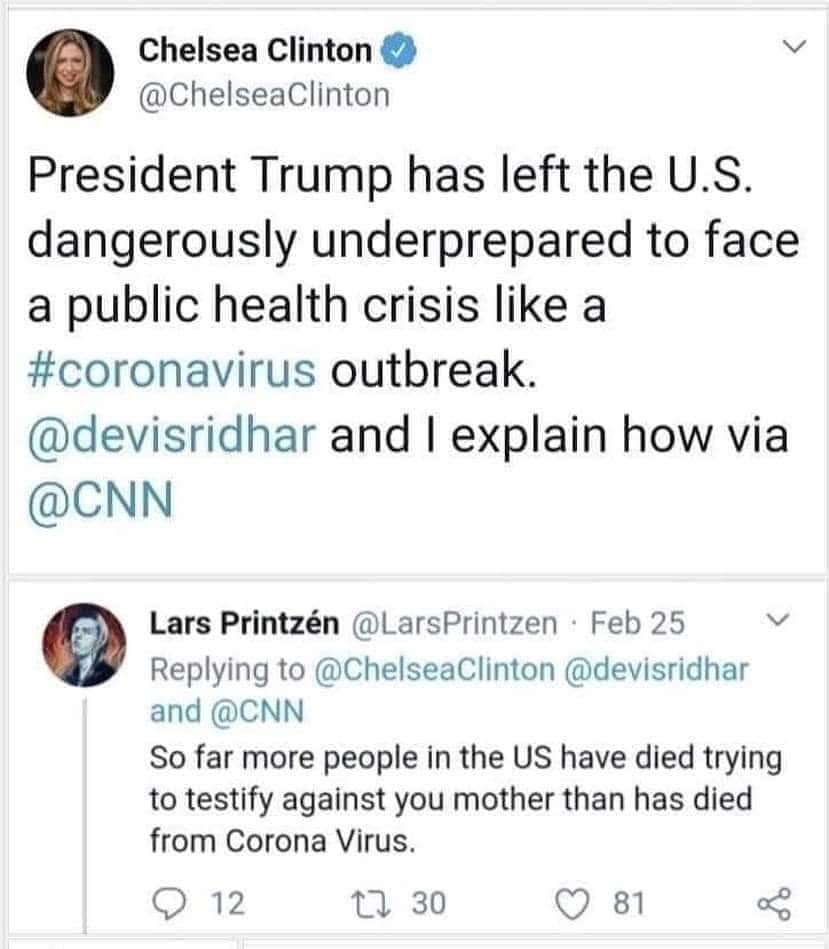 Chelsea Clinton
@ChelseaClinton
President Trump has left the U.S.
dangerously underprepared to face
a public health crisis like a
#coronavirus outbreak.
@devisridhar and I explain how via
@CNN
Lars Printzén @LarsPrintzen · Feb 25
Replying to @ChelseaClinton @devisridhar
and @CNN
So far more people in the US have died trying
to testify against you mother than has died
from Corona Virus.
12 30 81